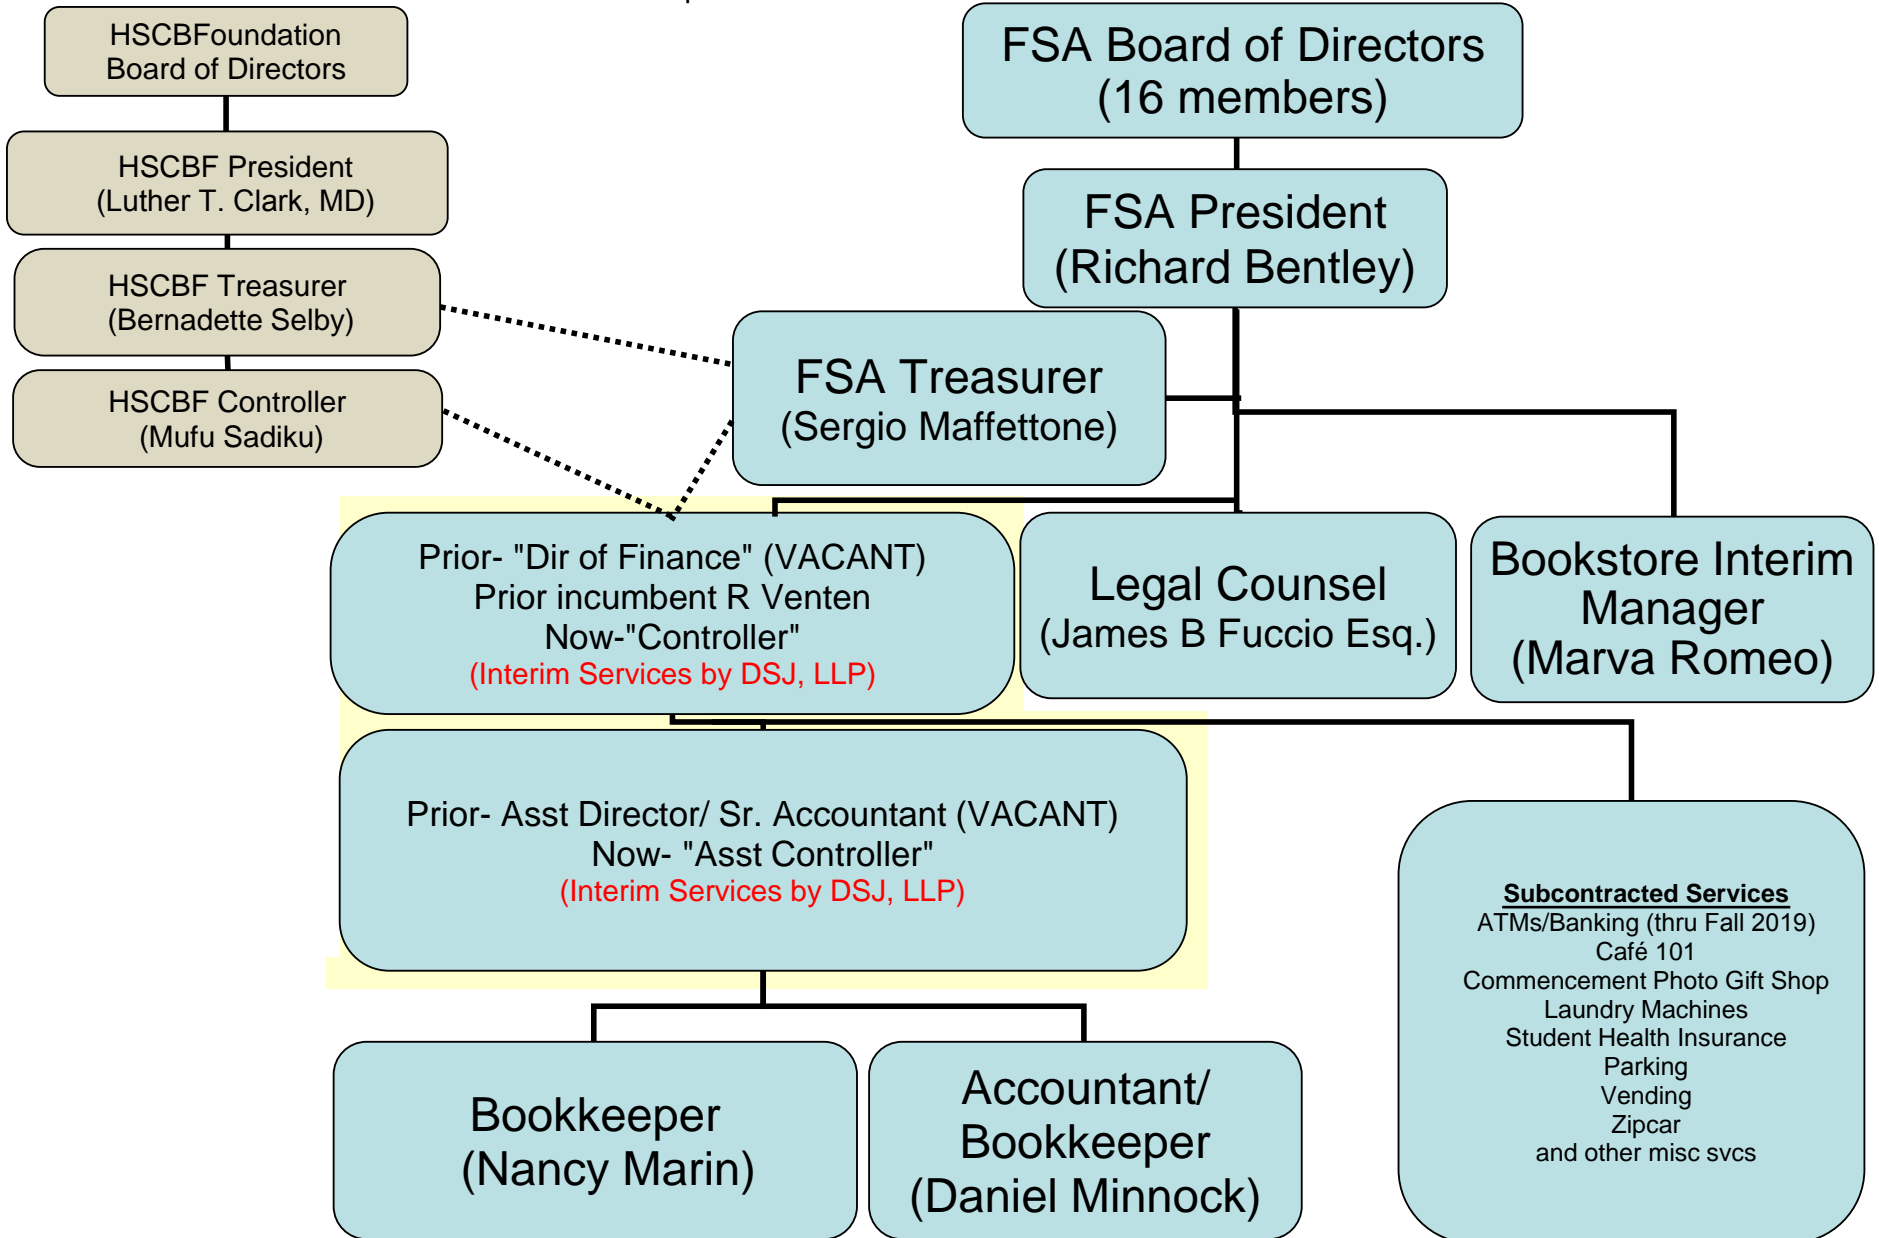 HSCBFoundation
Board of Directors
HSCBF President
(Luther T. Clark, MD)
HSCBF Treasurer
(Bernadette Selby)
HSCBF Controller
(Mufu Sadiku)
FSA Board of Directors
(16 members)
FSA President
(Richard Bentley)
FSA Treasurer
(Sergio Maffettone)
Prior- "Dir of Finance" (VACANT)
Prior incumbent R Venten
Now-"Controller"
(Interim Services by DSJ, LLP)
Legal Counsel
(James B Fuccio Esq.)
Bookstore Interim
Manager
(Marva Romeo)
Prior- Asst Director/ Sr. Accountant (VACANT)
Now- "Asst Controller"
(Interim Services by DSJ, LLP)
Subcontracted Services
ATMs/Banking (thru Fall 2019)
Café 101
Commencement Photo Gift Shop
Laundry Machines
Student Health Insurance
Parking
Vending
Zipcar
and other misc svcs
Bookkeeper
(Nancy Marin)
Accountant/
Bookkeeper
(Daniel Minnock)